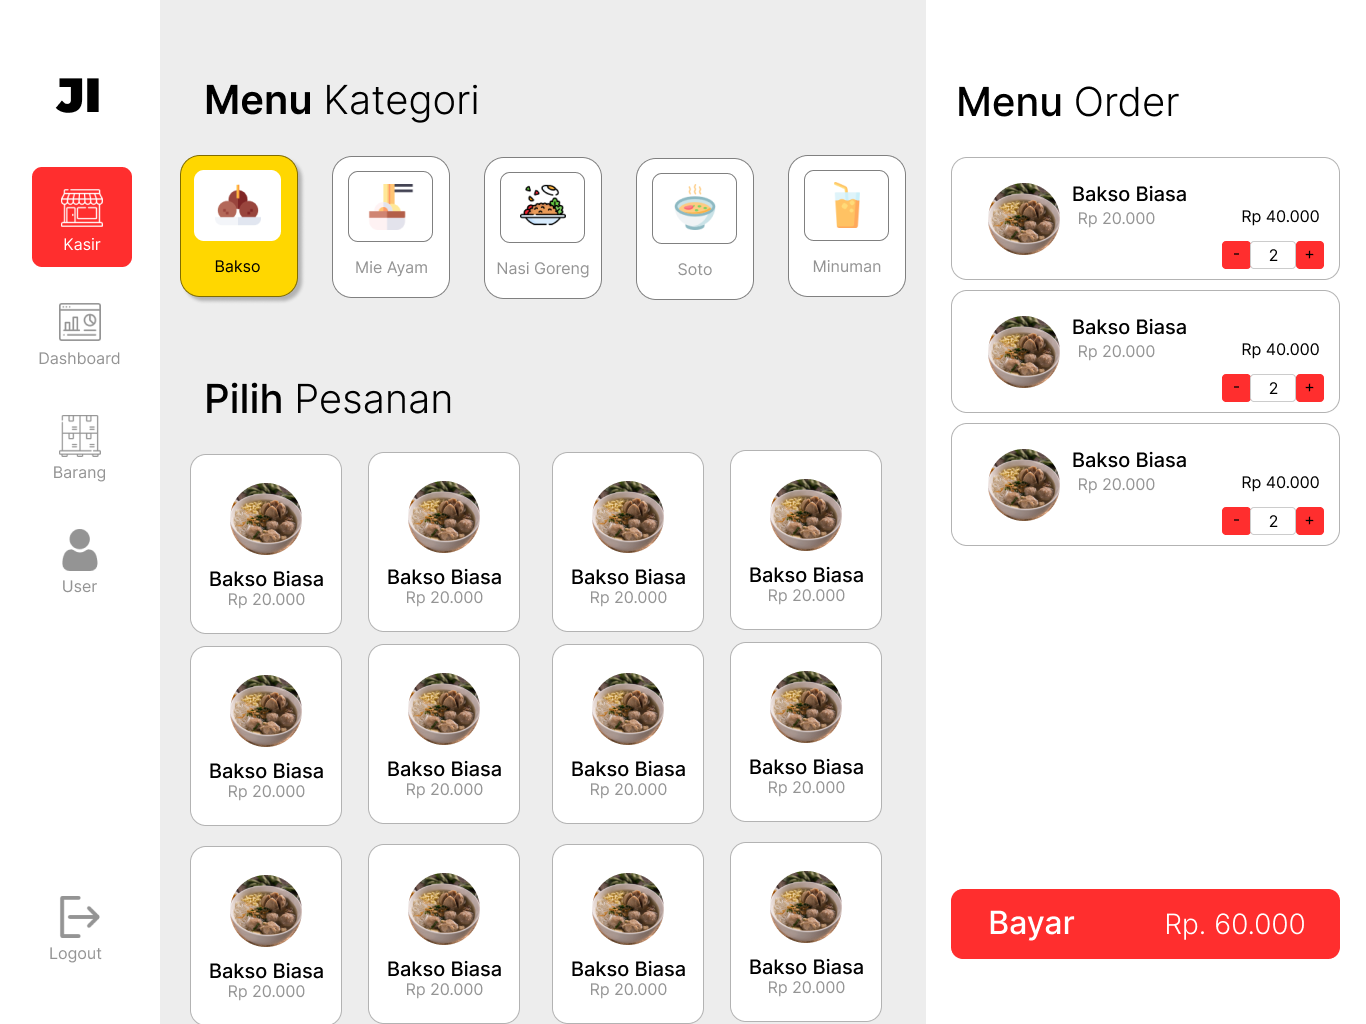 JI
Kasir
Dashboard
Barang
User
Logout
Menu Kategori
Bakso
Mie Ayam
Nasi Goreng
Soto
Minuman
Pilih Pesanan
Bakso Biasa
Rp 20.000
Bakso Biasa
Rp 20.000
Bakso Biasa
Rp 20.000
Bakso Biasa
Rp 20.000
Bakso Biasa
Rp 20.000
Bakso Biasa
Rp 20.000
Bakso Biasa
Rp 20.000
Bakso Biasa
Rp 20.000
Bakso Biasa
Rp 20.000
Bakso Biasa
Rp 20.000
Bakso Biasa
Rp 20.000
Bakso Biasa
Rp 20.000
Menu Order
Bakso Biasa
Rp 20.000
Rp 40.000
- 2 +
Bakso Biasa
Rp 20.000
Rp 40.000
- 2 +
Bakso Biasa
Rp 20.000
Rp 40.000
- 2 +
Bayar Rp. 60.000